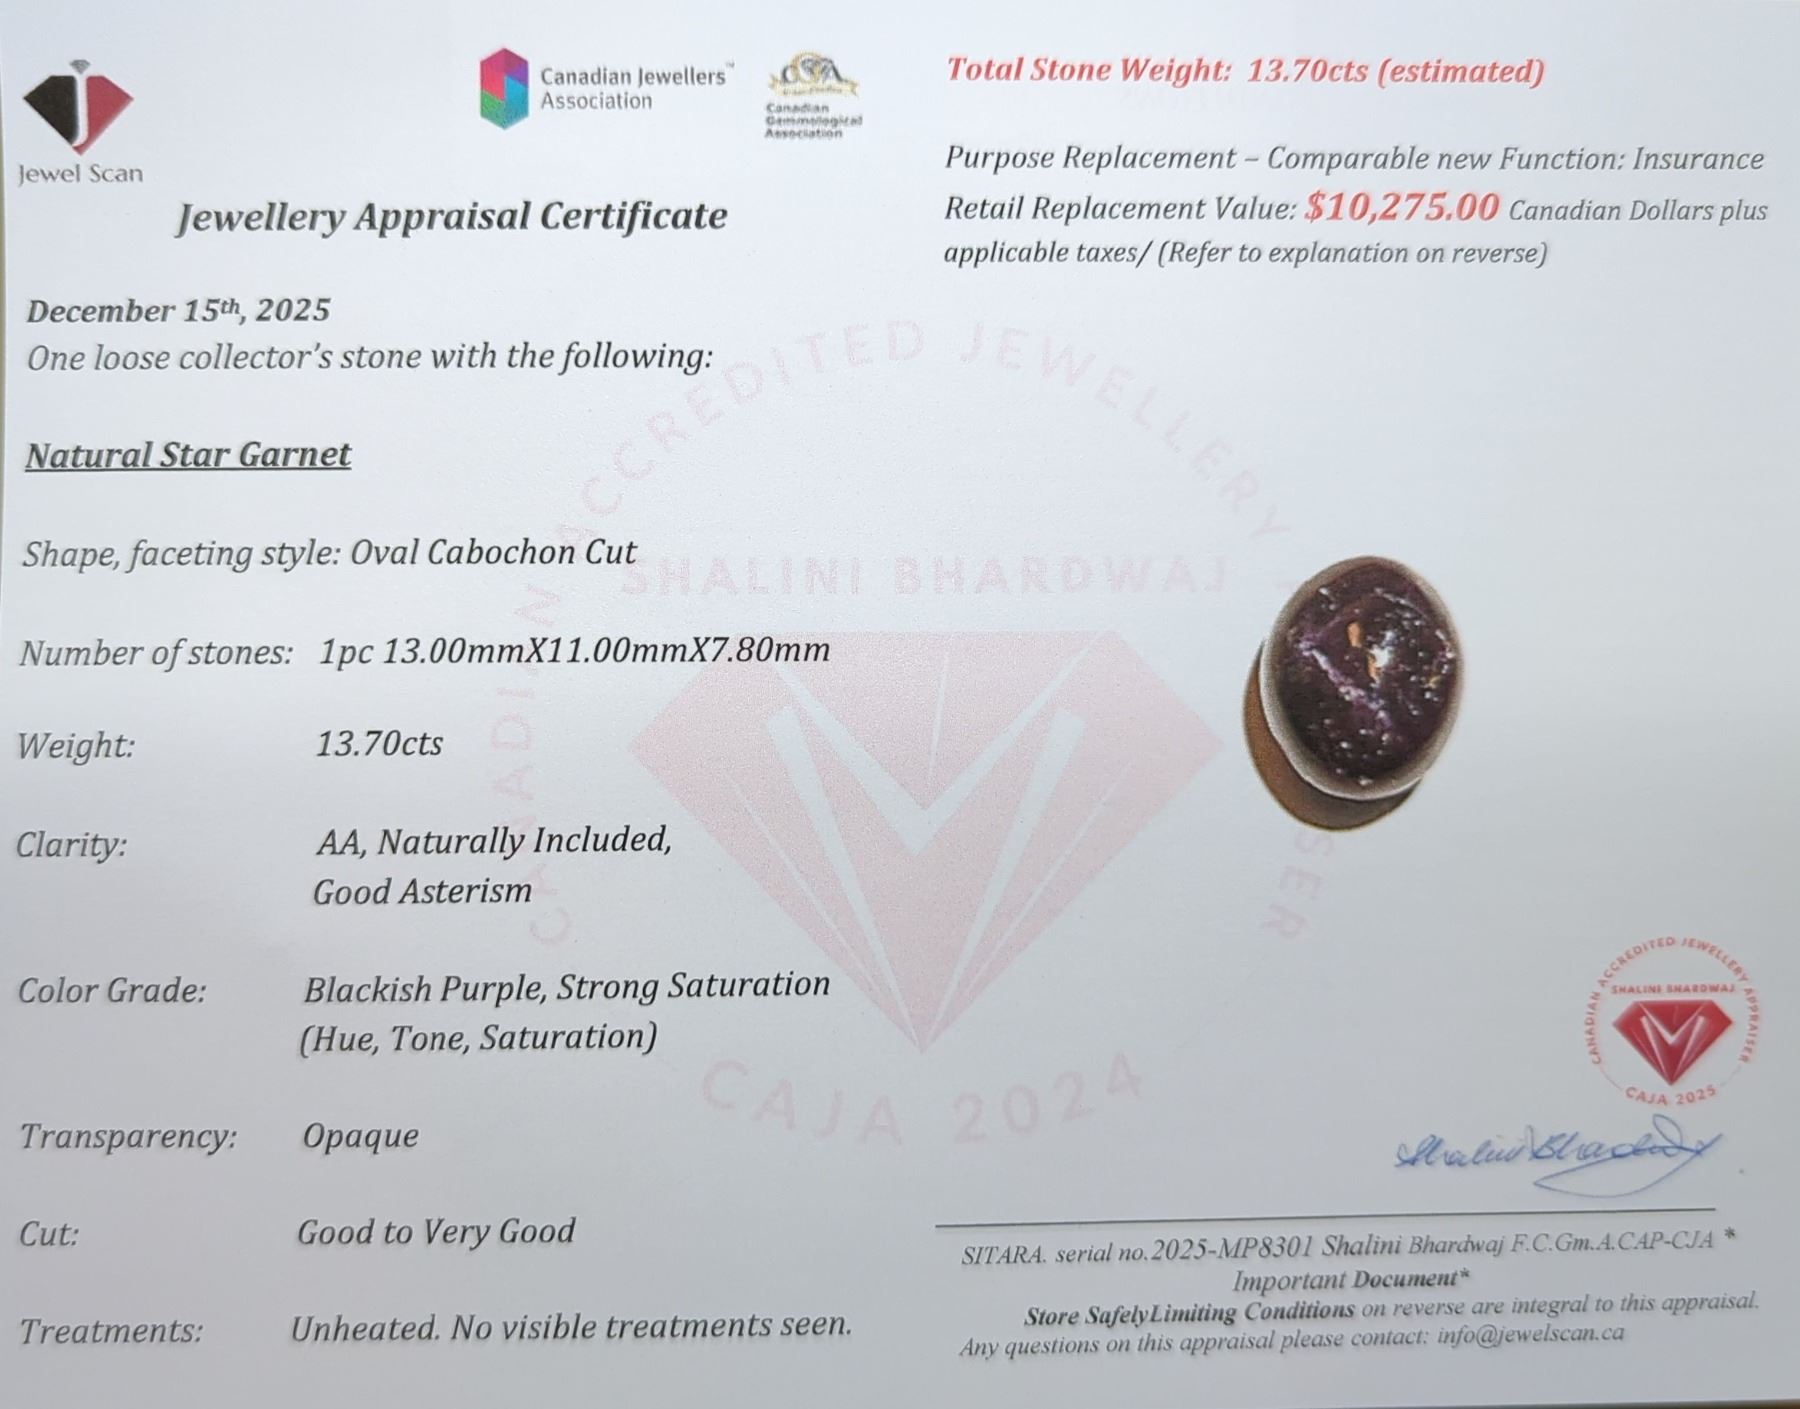 Jewel Scan
Canadian Jewellers™
Association
CGA
Canadian
Gemmological
Association
Jewellery Appraisal Certificate
December 15th, 2025
One loose collector's stone with the following:
Natural Star Garnet
Shape, faceting style: Oval Cabochon Cut
Number of stones: 1pc 13.00mmX11.00mmX7.80mm
Weight: 13.70cts
Clarity: AA, Naturally Included,
Good Asterism
Color Grade: Blackish Purple, Strong Saturation
(Hue, Tone, Saturation)
Transparency: Opaque
Cut: Good to Very Good
Treatments: Unheated. No visible treatments seen.
Total Stone Weight: 13.70cts (estimated)
Purpose Replacement – Comparable new Function: Insurance
Retail Replacement Value: $10,275.00 Canadian Dollars plus
applicable taxes/ (Refer to explanation on reverse)
CANADIAN ACCREDITED JEWELLERY
SHALINI BHARDWAJ
CAJA 2024
CANADIAN ACCREDITED JEWELLERY APPRAISER
SHALINI BHARDWAJ
CAJA 2025
Shalini Bhardwaj
SITARA. serial no.2025-MP8301 Shalini Bhardwaj F.C.Gm.A.CAP-CJA *
Important Document*
Store SafelyLimiting Conditions on reverse are integral to this appraisal.
Any questions on this appraisal please contact: info@jewelscan.ca